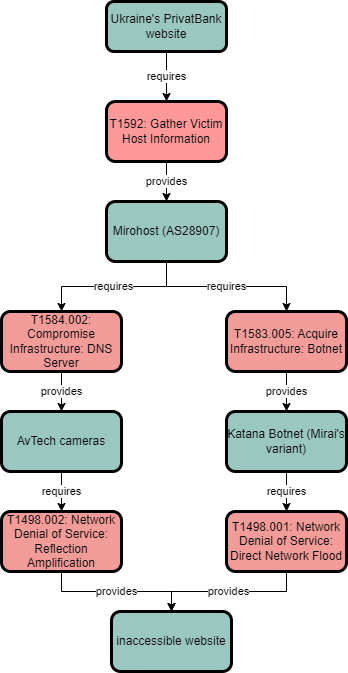 Ukraine's PrivatBank
website
requires
T1592: Gather Victim
Host Information
provides
Mirohost (AS28907)
requires
requires
T1584.002:
Compromise
Infrastructure: DNS
Server
T1583.005: Acquire
Infrastructure: Botnet
provides
provides
AvTech cameras
Katana Botnet (Mirai's
variant)
requires
requires
T1498.002: Network
Denial of Service:
Reflection
Amplification
T1498.001: Network
Denial of Service:
Direct Network Flood
provides
provides
inaccessible website